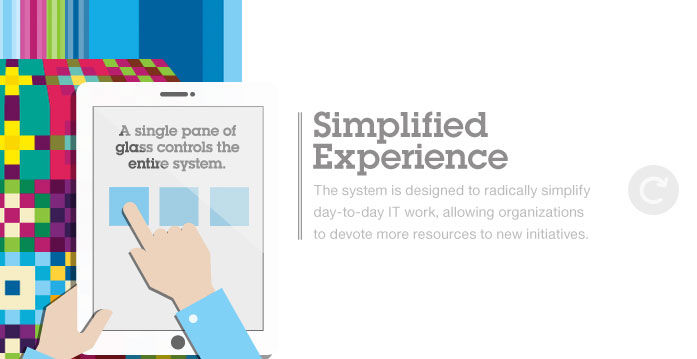 A single pane of
glass controls the
entire system.
Simplified
Experience
The system is designed to radically simplify
day-to-day IT work, allowing organizations
to devote more resources to new initiatives.